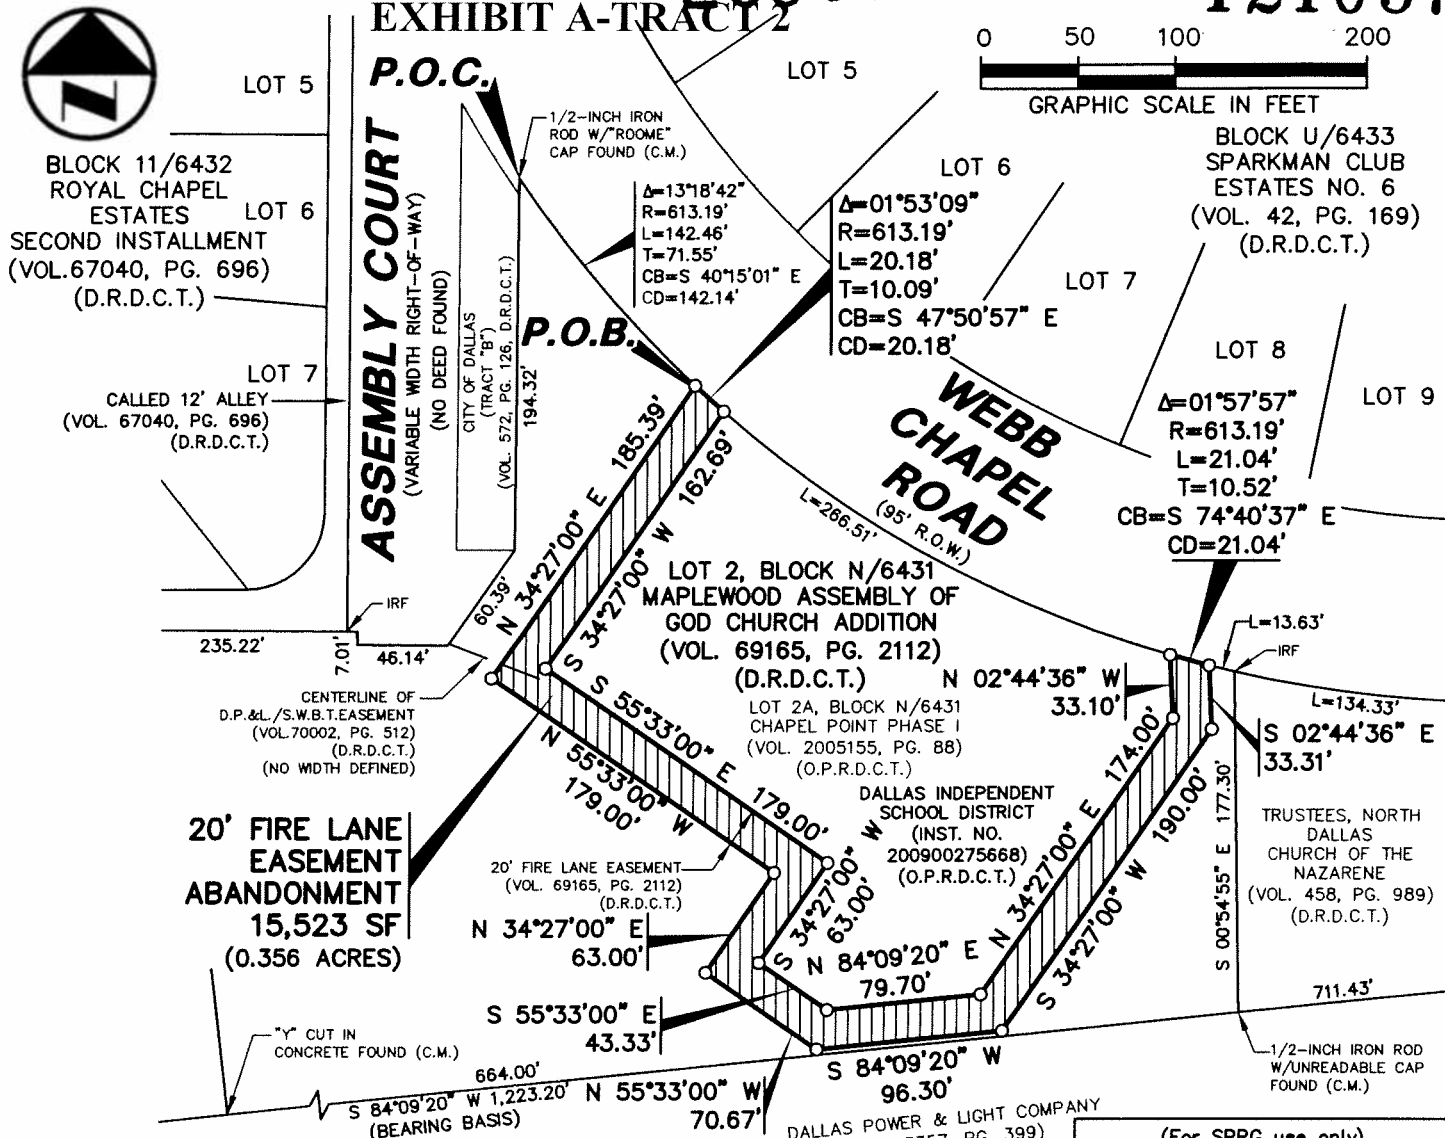 EXHIBIT A-TRACT 2
0 50 100 200
GRAPHIC SCALE IN FEET
N
LOT 5
P.O.C.
1/2-INCH IRON
ROD W/"ROOME"
CAP FOUND (C.M.)
LOT 5
BLOCK U/6433
SPARKMAN CLUB
ESTATES NO. 6
(VOL. 42, PG. 169)
(D.R.D.C.T.)
BLOCK 11/6432
ROYAL CHAPEL
ESTATES
SECOND INSTALLMENT
(VOL.67040, PG. 696)
(D.R.D.C.T.)
LOT 6
LOT 7
CALLED 12' ALLEY
(VOL. 67040, PG. 696)
(D.R.D.C.T.)
ASSEMBLY COURT
(VARIABLE WIDTH RIGHT-OF-WAY)
(NO DEED FOUND)
CITY OF DALLAS
(TRACT "B")
(VOL. 572, PG. 126, D.R.D.C.T.)
194.32'
Δ=13°18'42"
R=613.19'
L=142.46'
T=71.55'
CB=S 40°15'01" E
CD=142.14'
P.O.B.
LOT 6
Δ=01°53'09"
R=613.19'
L=20.18'
T=10.09'
CB=S 47°50'57" E
CD=20.18'
LOT 7
LOT 8
LOT 9
Δ=01°57'57"
R=613.19'
L=21.04'
T=10.52'
CB=S 74°40'37" E
CD=21.04'
WEBB
CHAPEL
ROAD
(95' R.O.W.)
L=266.51'
N 34°27'00" E 185.39'
S 34°27'00" W 162.69'
60.39'
IRF
235.22'
7.01'
46.14'
LOT 2, BLOCK N/6431
MAPLEWOOD ASSEMBLY OF
GOD CHURCH ADDITION
(VOL. 69165, PG. 2112)
(D.R.D.C.T.)
LOT 2A, BLOCK N/6431
CHAPEL POINT PHASE I
(VOL. 2005155, PG. 88)
(O.P.R.D.C.T.)
DALLAS INDEPENDENT
SCHOOL DISTRICT
(INST. NO.
200900275668)
(O.P.R.D.C.T.)
N 02°44'36" W
33.10'
L=13.63'
IRF
L=134.33'
S 02°44'36" E
33.31'
CENTERLINE OF
D.P.&L./S.W.B.T.EASEMENT
(VOL.70002, PG. 512)
(D.R.D.C.T.)
(NO WIDTH DEFINED)
S 55°33'00" E 179.00'
N 55°33'00" W
179.00'
20' FIRE LANE
EASEMENT
ABANDONMENT
15,523 SF
(0.356 ACRES)
20' FIRE LANE EASEMENT
(VOL. 69165, PG. 2112)
(D.R.D.C.T.)
N 34°27'00" E
63.00'
S 34°27'00" W
63.00'
N 34°27'00" E 174.00'
S 34°27'00" W 190.00'
S 00°54'55" E 177.30'
TRUSTEES, NORTH
DALLAS
CHURCH OF THE
NAZARENE
(VOL. 458, PG. 989)
(D.R.D.C.T.)
N 84°09'20" E
79.70'
S 55°33'00" E
43.33'
711.43'
"Y" CUT IN
CONCRETE FOUND (C.M.)
664.00'
S 84°09'20" W 1,223.20'
(BEARING BASIS)
N 55°33'00" W
70.67'
S 84°09'20" W
96.30'
1/2-INCH IRON ROD
W/UNREADABLE CAP
FOUND (C.M.)
DALLAS POWER & LIGHT COMPANY
PG. 399)
(For SPRG use only)